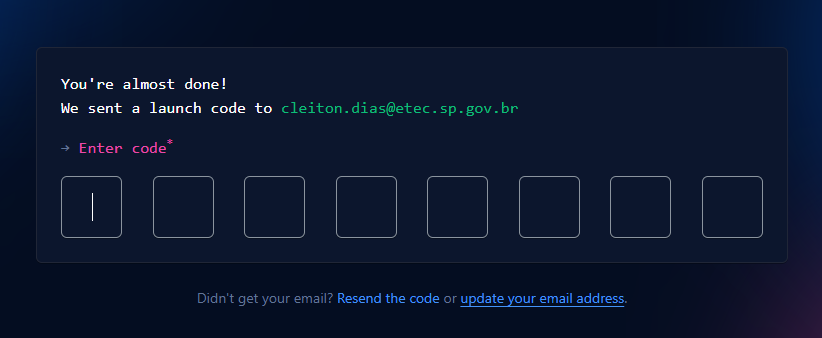 You're almost done!
We sent a launch code to cleiton.dias@etec.sp.gov.br
→ Enter code*
Didn't get your email? Resend the code or update your email address.